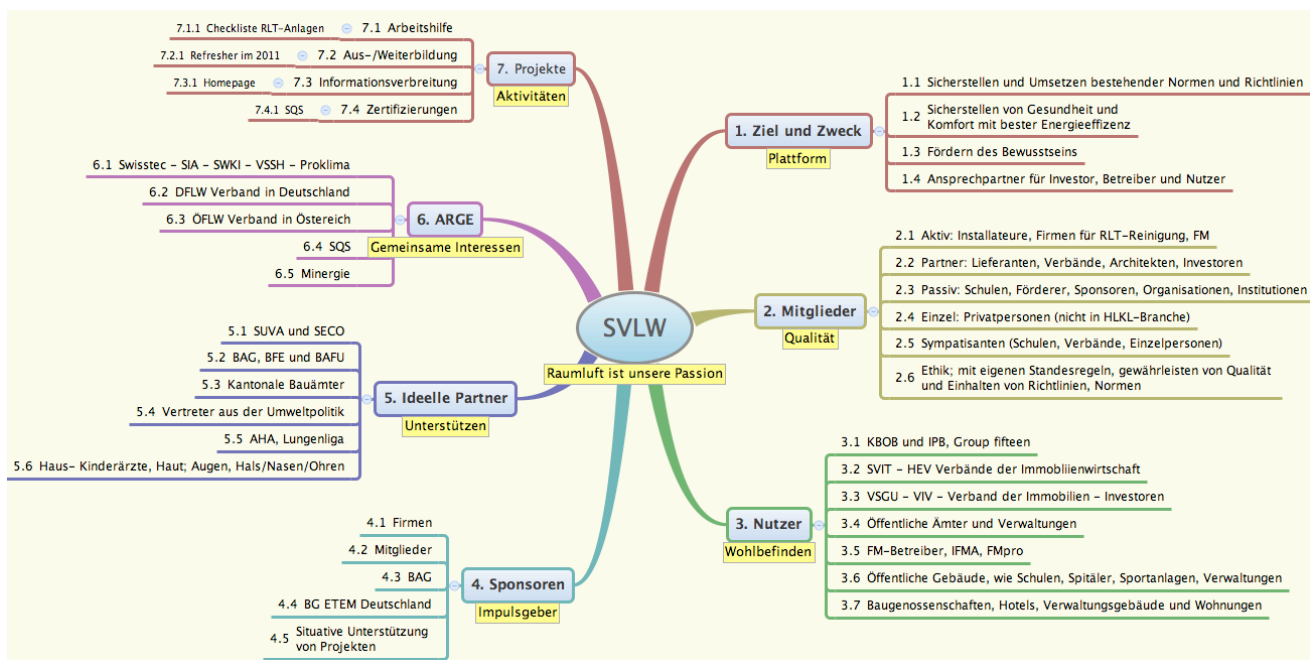 SVLW
Raumluft ist unsere Passion
1. Ziel und Zweck
Plattform
1.1 Sicherstellen und Umsetzen bestehender Normen und Richtlinien
1.2 Sicherstellen von Gesundheit und
Komfort mit bester Energieeffizenz
1.3 Fördern des Bewusstseins
1.4 Ansprechpartner für Investor, Betreiber und Nutzer
2. Mitglieder
Qualität
2.1 Aktiv: Installateure, Firmen für RLT-Reinigung, FM
2.2 Partner: Lieferanten, Verbände, Architekten, Investoren
2.3 Passiv: Schulen, Förderer, Sponsoren, Organisationen, Institutionen
2.4 Einzel: Privatpersonen (nicht in HLKL-Branche)
2.5 Sympatisanten (Schulen, Verbände, Einzelpersonen)
2.6 Ethik; mit eigenen Standesregeln, gewährleisten von Qualität
und Einhalten von Richtlinien, Normen
3. Nutzer
Wohlbefinden
3.1 KBOB und IPB, Group fifteen
3.2 SVIT - HEV Verbände der Immobliienwirtschaft
3.3 VSGU - VIV - Verband der Immobilien - Investoren
3.4 Öffentliche Ämter und Verwaltungen
3.5 FM-Betreiber, IFMA, FMpro
3.6 Öffentliche Gebäude, wie Schulen, Spitäler, Sportanlagen, Verwaltungen
3.7 Baugenossenschaften, Hotels, Verwaltungsgebäude und Wohnungen
4. Sponsoren
Impulsgeber
4.1 Firmen
4.2 Mitglieder
4.3 BAG
4.4 BG ETEM Deutschland
4.5 Situative Unterstützung
von Projekten
5. Ideelle Partner
Unterstützen
5.1 SUVA und SECO
5.2 BAG, BFE und BAFU
5.3 Kantonale Bauämter
5.4 Vertreter aus der Umweltpolitik
5.5 AHA, Lungenliga
5.6 Haus- Kinderärzte, Haut; Augen, Hals/Nasen/Ohren
6. ARGE
Gemeinsame Interessen
6.1 Swisstec - SIA - SWKI - VSSH - Proklima
6.2 DFLW Verband in Deutschland
6.3 ÖFLW Verband in Östereich
6.4 SQS
6.5 Minergie
7. Projekte
Aktivitäten
7.1 Arbeitshilfe
7.1.1 Checkliste RLT-Anlagen
7.2 Aus-/Weiterbildung
7.2.1 Refresher im 2011
7.3 Informationsverbreitung
7.3.1 Homepage
7.4 Zertifizierungen
7.4.1 SQS